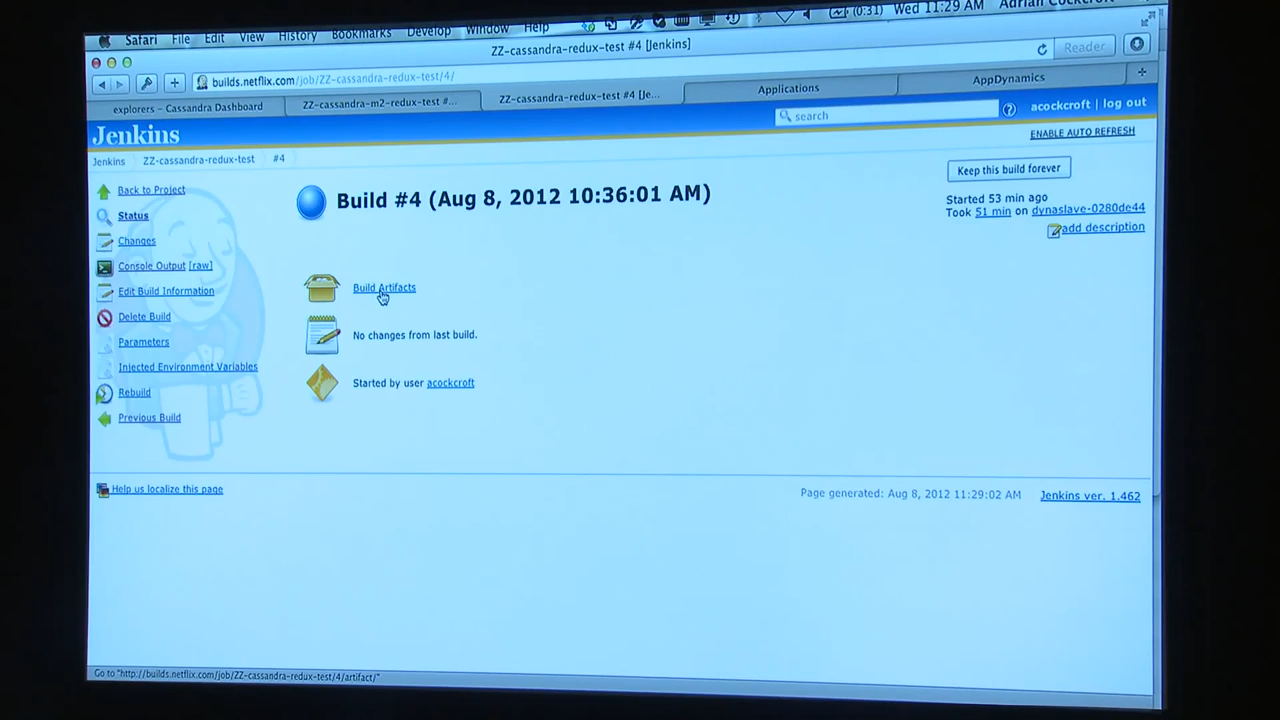 Safari File Edit View History Bookmarks Develop Window Help (0:31) Wed 11:29 AM Adrian Cockcroft
ZZ-cassandra-redux-test #4 [Jenkins]
builds.netflix.com/job/ZZ-cassandra-redux-test/4/
Reader
explorers – Cassandra Dashboard
ZZ-cassandra-m2-redux-test #...
ZZ-cassandra-redux-test #4 [Je...
Applications
AppDynamics
Jenkins
search
acockcroft | log out
Jenkins ZZ-cassandra-redux-test #4
ENABLE AUTO REFRESH
Back to Project
Status
Changes
Console Output [raw]
Edit Build Information
Delete Build
Parameters
Injected Environment Variables
Rebuild
Previous Build
Build #4 (Aug 8, 2012 10:36:01 AM)
Keep this build forever
Started 53 min ago
Took 51 min on dynaslave-0280de44
add description
Build Artifacts
No changes from last build.
Started by user acockcroft
Help us localize this page
Page generated: Aug 8, 2012 11:29:02 AM
Jenkins ver. 1.462
Go to "http://builds.netflix.com/job/ZZ-cassandra-redux-test/4/artifact/"